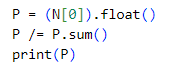 P = (N[0]).float()
P /= P.sum()
print(P)